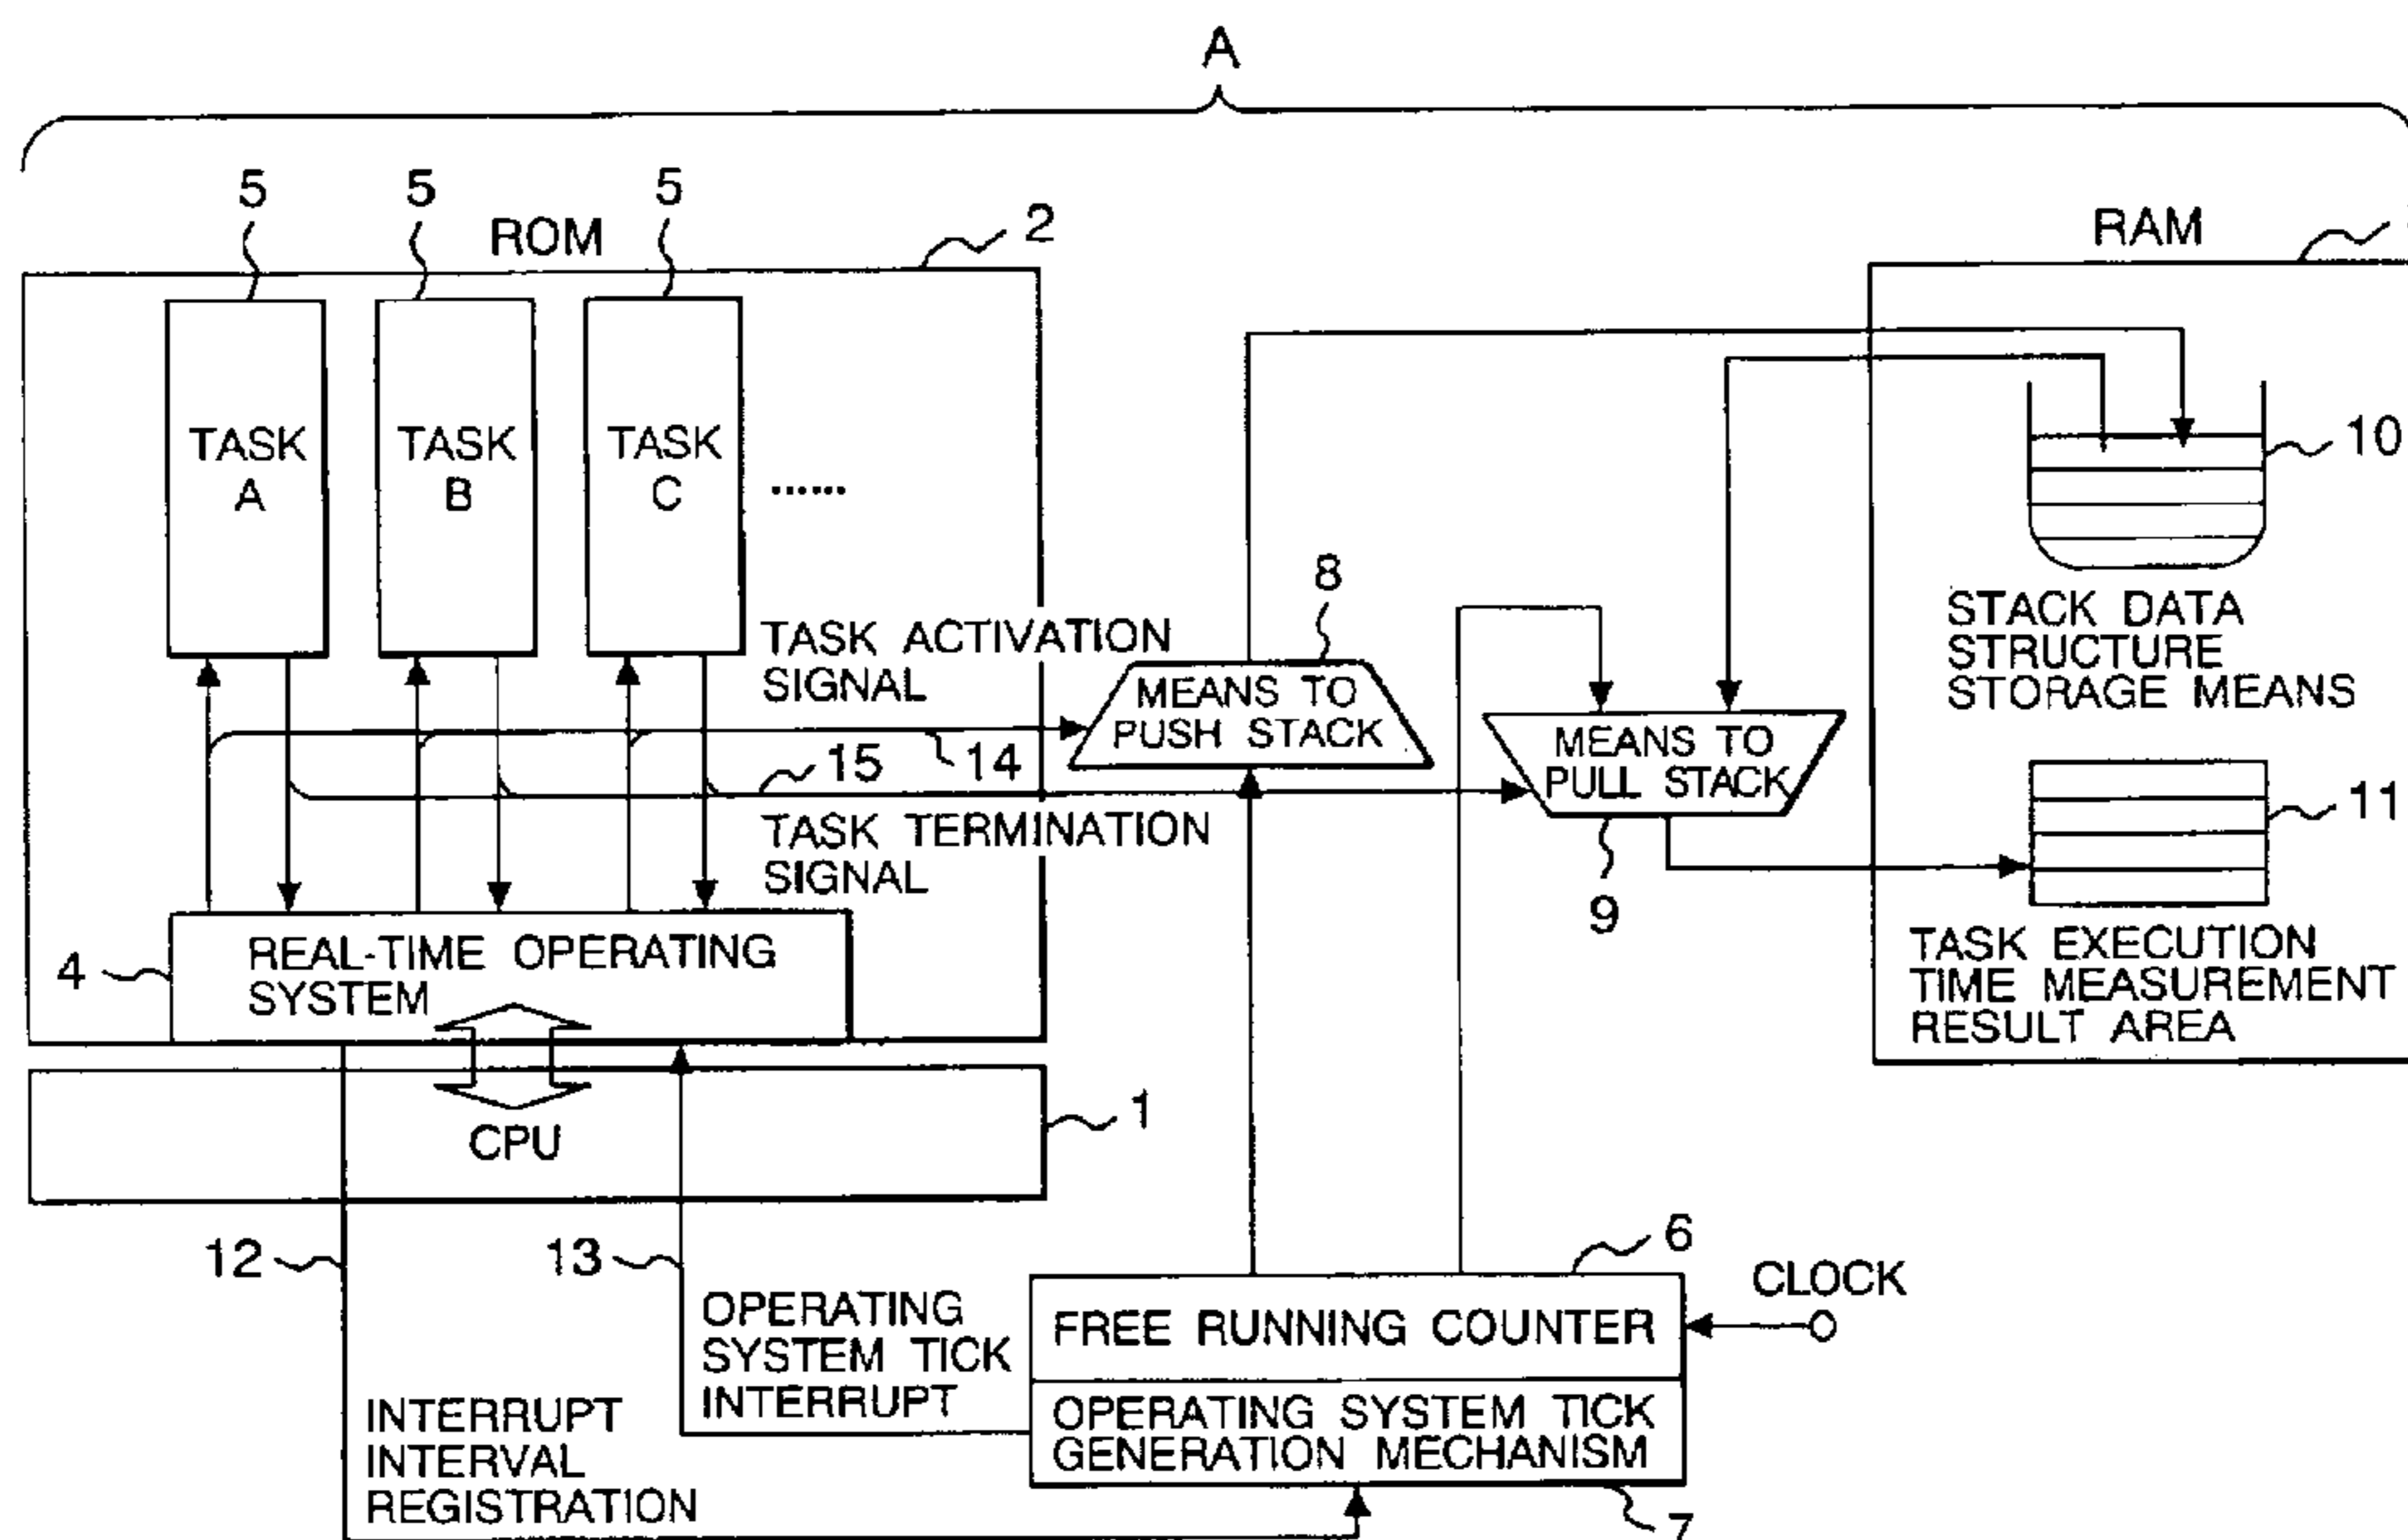 A
5
5
5
ROM
2
RAM
TASK
A
TASK
B
TASK
C
......
10
STACK DATA
STRUCTURE
STORAGE MEANS
8
MEANS TO
PUSH STACK
TASK ACTIVATION
SIGNAL
14
MEANS TO
PULL STACK
9
15
TASK TERMINATION
SIGNAL
11
TASK EXECUTION
TIME MEASUREMENT
RESULT AREA
4
REAL-TIME OPERATING
SYSTEM
CPU
1
12
13
6
CLOCK
FREE RUNNING COUNTER
OPERATING
SYSTEM TICK
INTERRUPT
OPERATING SYSTEM TICK
GENERATION MECHANISM
INTERRUPT
INTERVAL
REGISTRATION
7